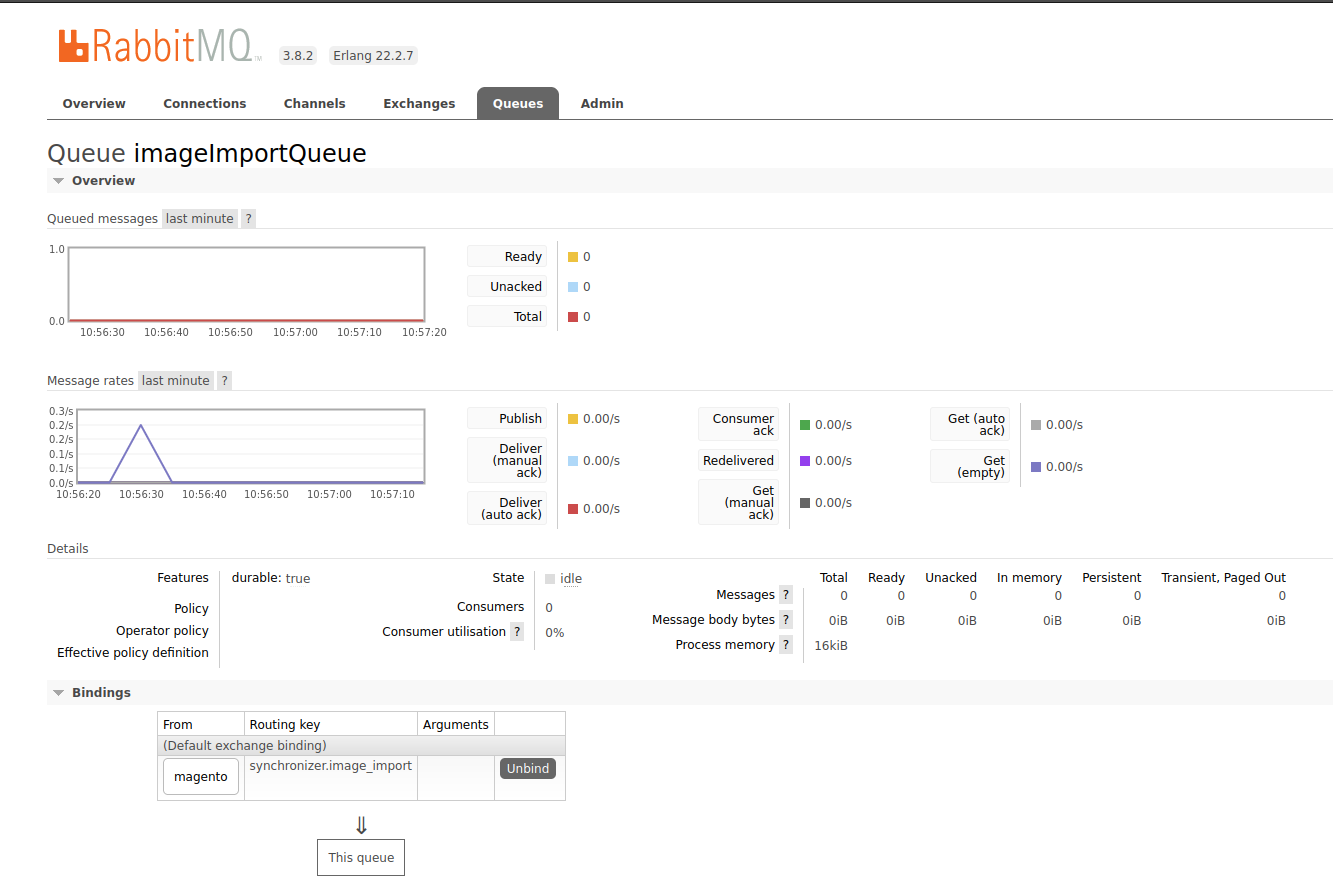 RabbitMQ TM 3.8.2 Erlang 22.2.7
Overview Connections Channels Exchanges Queues Admin
Queue imageImportQueue
Overview
Queued messages last minute ?
1.0
0.0
10:56:30 10:56:40 10:56:50 10:57:00 10:57:10 10:57:20
Ready 0
Unacked 0
Total 0
Message rates last minute ?
0.3/s
0.2/s
0.2/s
0.1/s
0.1/s
0.0/s
10:56:20 10:56:30 10:56:40 10:56:50 10:57:00 10:57:10
Publish 0.00/s
Deliver
(manual 0.00/s
ack)
Deliver
(auto ack) 0.00/s
Consumer
ack 0.00/s
Redelivered 0.00/s
Get
(manual 0.00/s
ack)
Get (auto
ack) 0.00/s
Get
(empty) 0.00/s
Details
Features durable: true
Policy
Operator policy
Effective policy definition
State idle
Consumers 0
Consumer utilisation ? 0%
Total Ready Unacked In memory Persistent Transient, Paged Out
Messages ? 0 0 0 0 0 0
Message body bytes ? 0iB 0iB 0iB 0iB 0iB 0iB
Process memory ? 16kiB
Bindings
From Routing key Arguments
(Default exchange binding)
magento synchronizer.image_import Unbind
⇓
This queue